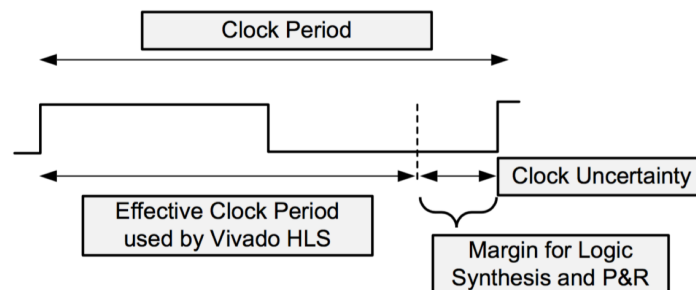 Clock Period
Clock Uncertainty
Effective Clock Period
used by Vivado HLS
Margin for Logic
Synthesis and P&R